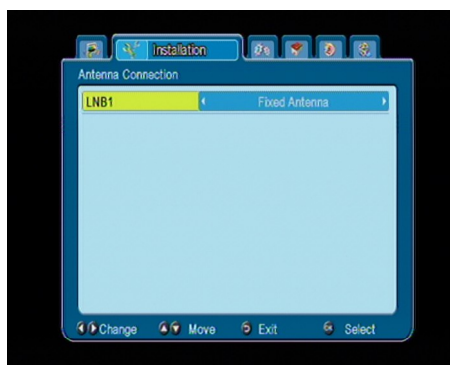 Installation
Antenna Connection
LNB1 Fixed Antenna
Change Move Exit Select